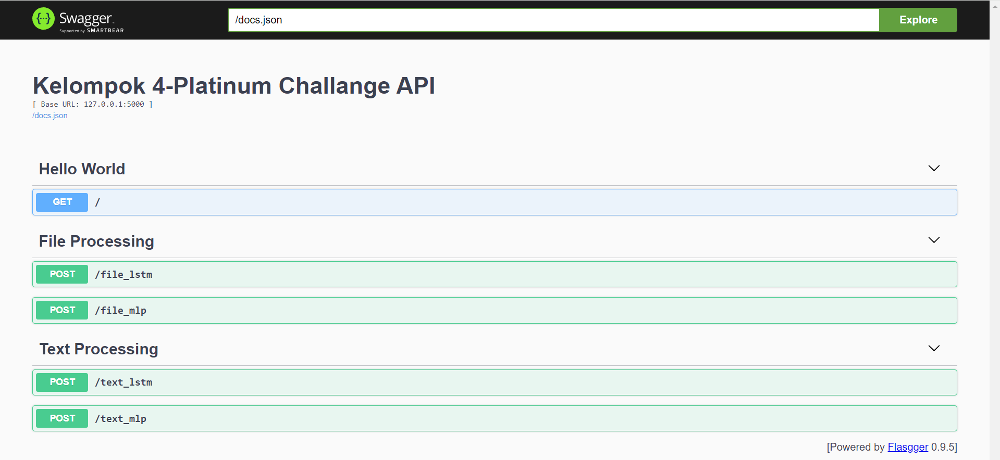 {···} Swagger
Supported by SMARTBEAR
/docs.json
Explore
Kelompok 4-Platinum Challange API
[ Base URL: 127.0.0.1:5000 ]
/docs.json
Hello World
GET /
File Processing
POST /file_lstm
POST /file_mlp
Text Processing
POST /text_lstm
POST /text_mlp
[Powered by Flasgger 0.9.5]